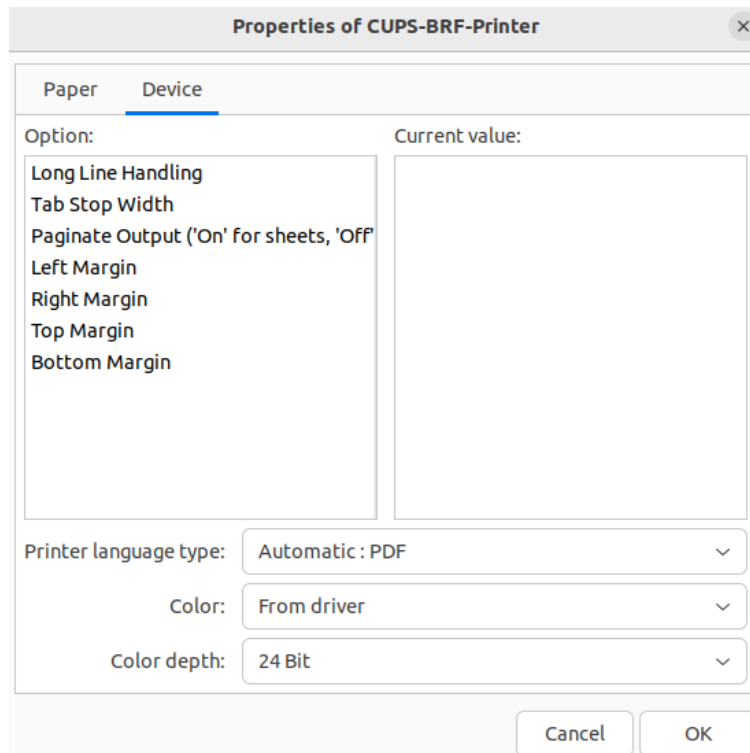 Properties of CUPS-BRF-Printer
Paper Device
Option: Current value:
Long Line Handling
Tab Stop Width
Paginate Output ('On' for sheets, 'Off'
Left Margin
Right Margin
Top Margin
Bottom Margin
Printer language type: Automatic : PDF
Color: From driver
Color depth: 24 Bit
Cancel OK